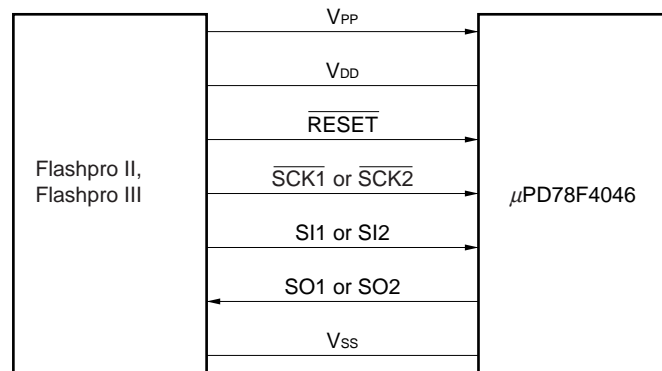 VPP
VDD
RESET
SCK1 or SCK2
Flashpro II,
Flashpro III
μPD78F4046
SI1 or SI2
SO1 or SO2
VSS